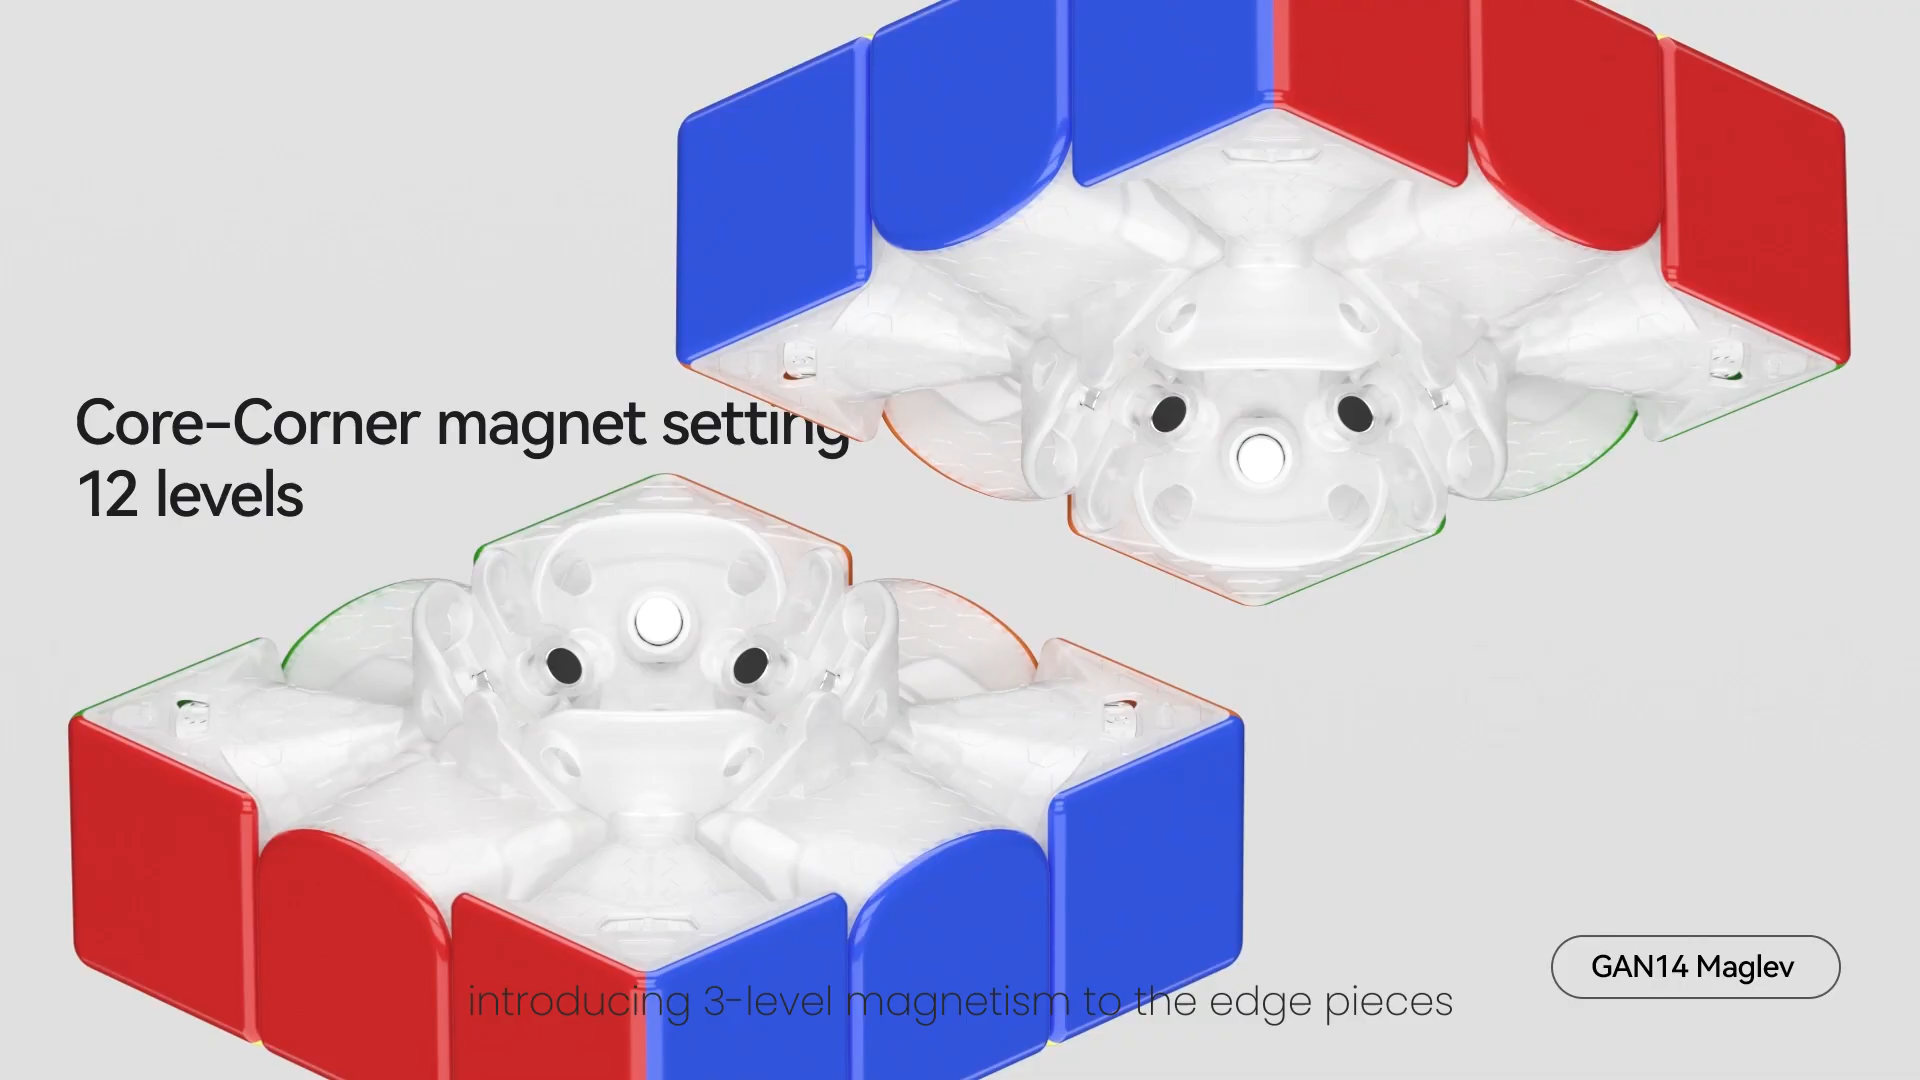 Core-Corner magnet setting
12 levels
GAN14 Maglev
introducing 3-level magnetism to the edge pieces